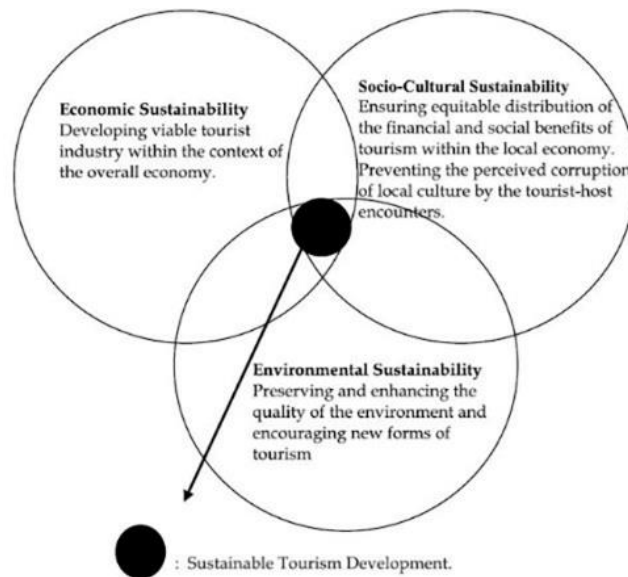 Economic Sustainability
Developing viable tourist
industry within the context of
the overall economy.
Socio-Cultural Sustainability
Ensuring equitable distribution of
the financial and social benefits of
tourism within the local economy.
Preventing the perceived corruption
of local culture by the tourist-host
encounters.
Environmental Sustainability
Preserving and enhancing the
quality of the environment and
encouraging new forms of
tourism
: Sustainable Tourism Development.